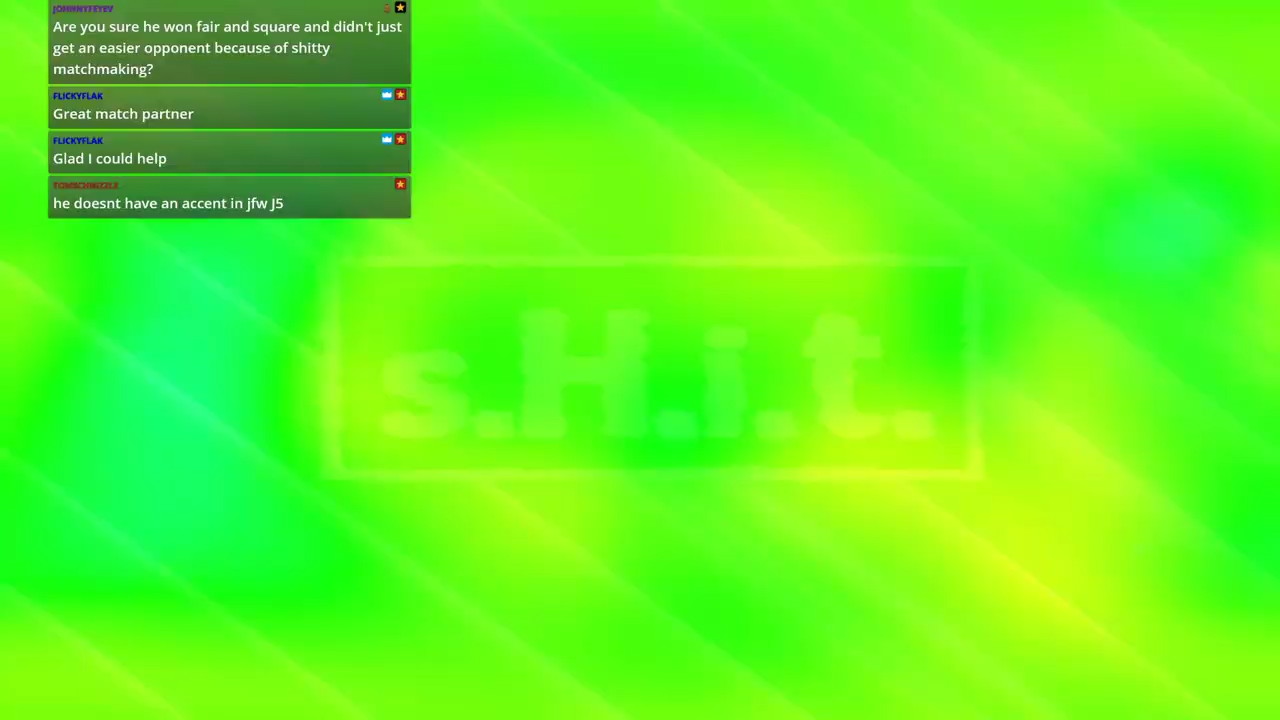 JOHNNYFEYEV
Are you sure he won fair and square and didn't just
get an easier opponent because of shitty
matchmaking?
FLICKYFLAK
Great match partner
FLICKYFLAK
Glad I could help
he doesnt have an accent in jfw J5
s.H.i.t.